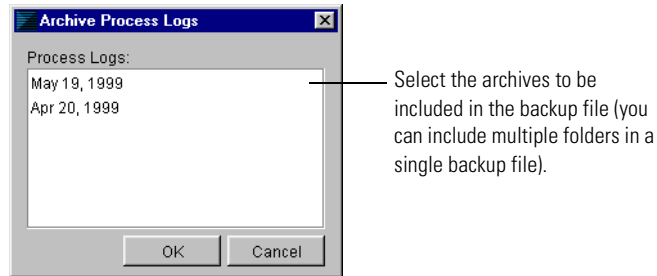 Archive Process Logs
Process Logs:
May 19, 1999
Apr 20, 1999
OK
Cancel
Select the archives to be
included in the backup file (you
can include multiple folders in a
single backup file).